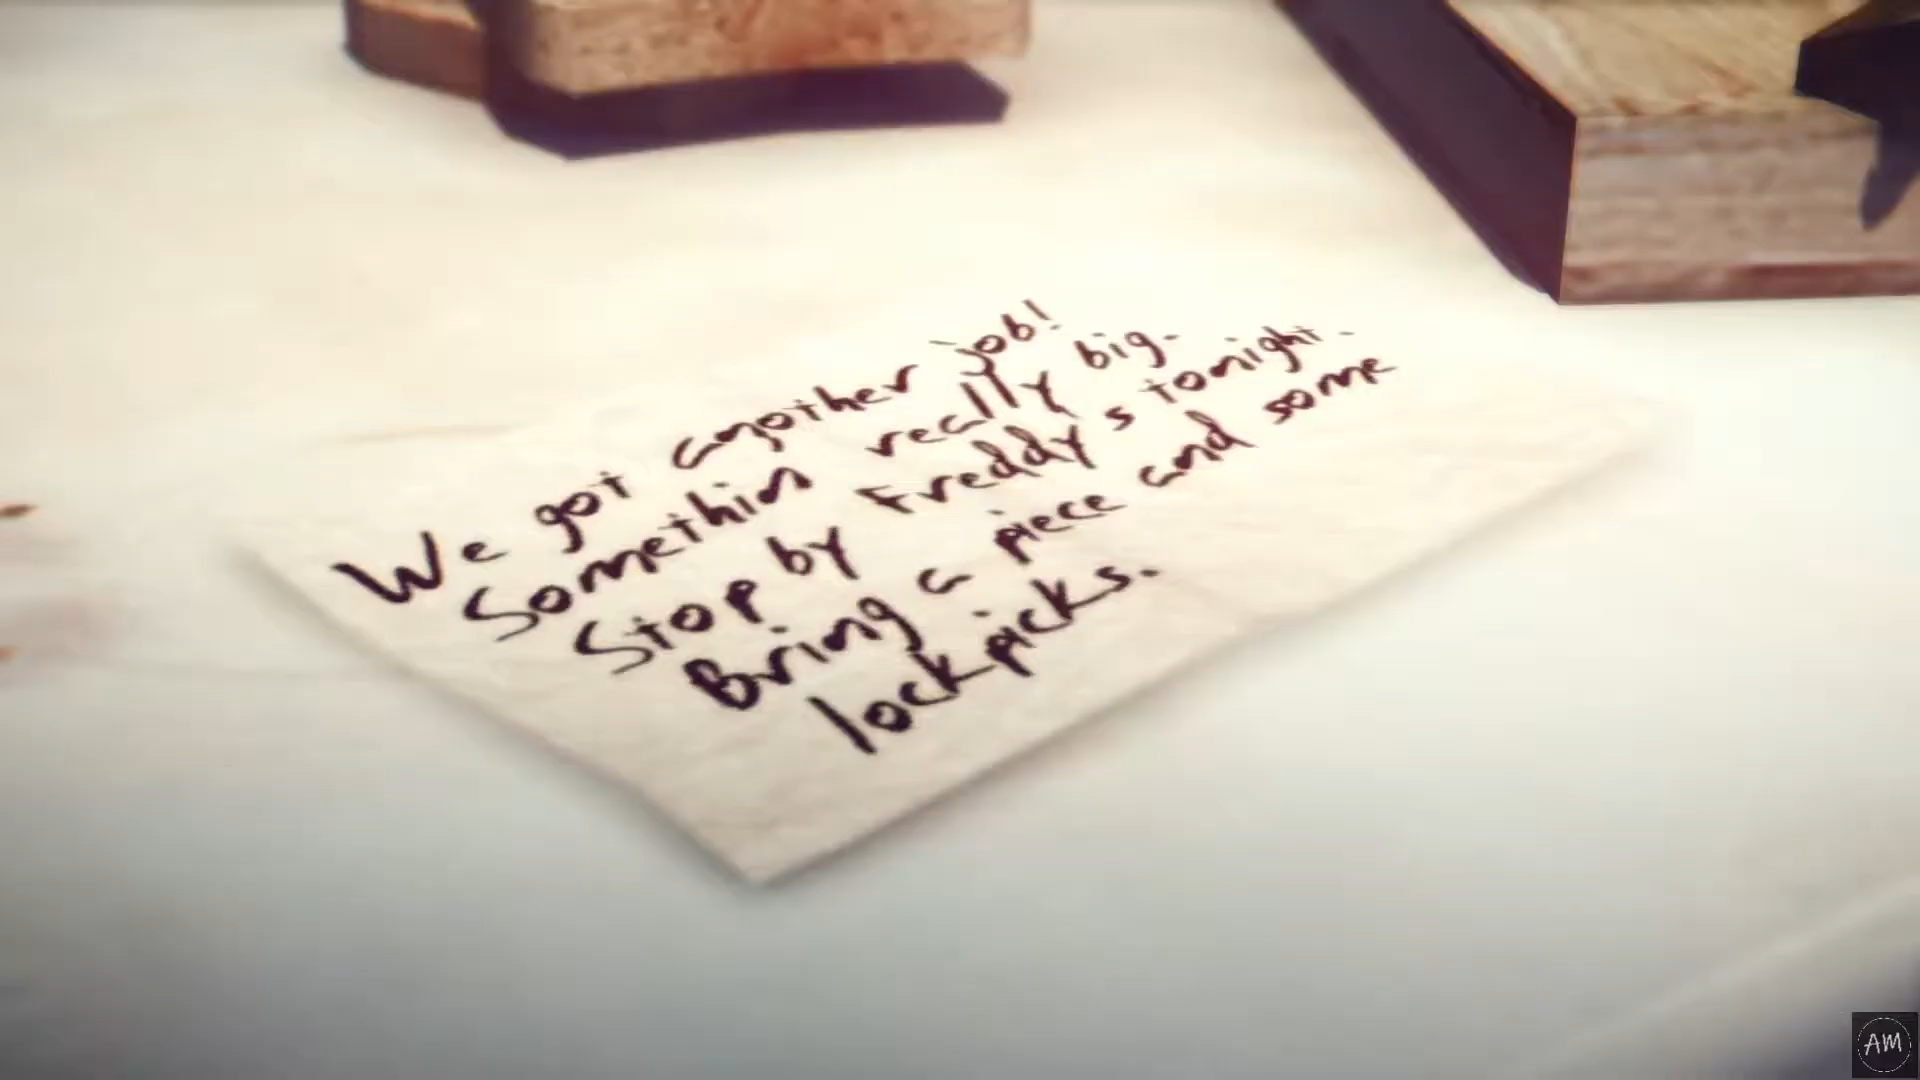 We got another job!
Somethin really big.
Stop by Freddy s tonight.
Bring a piece and some
lockpicks.
AM